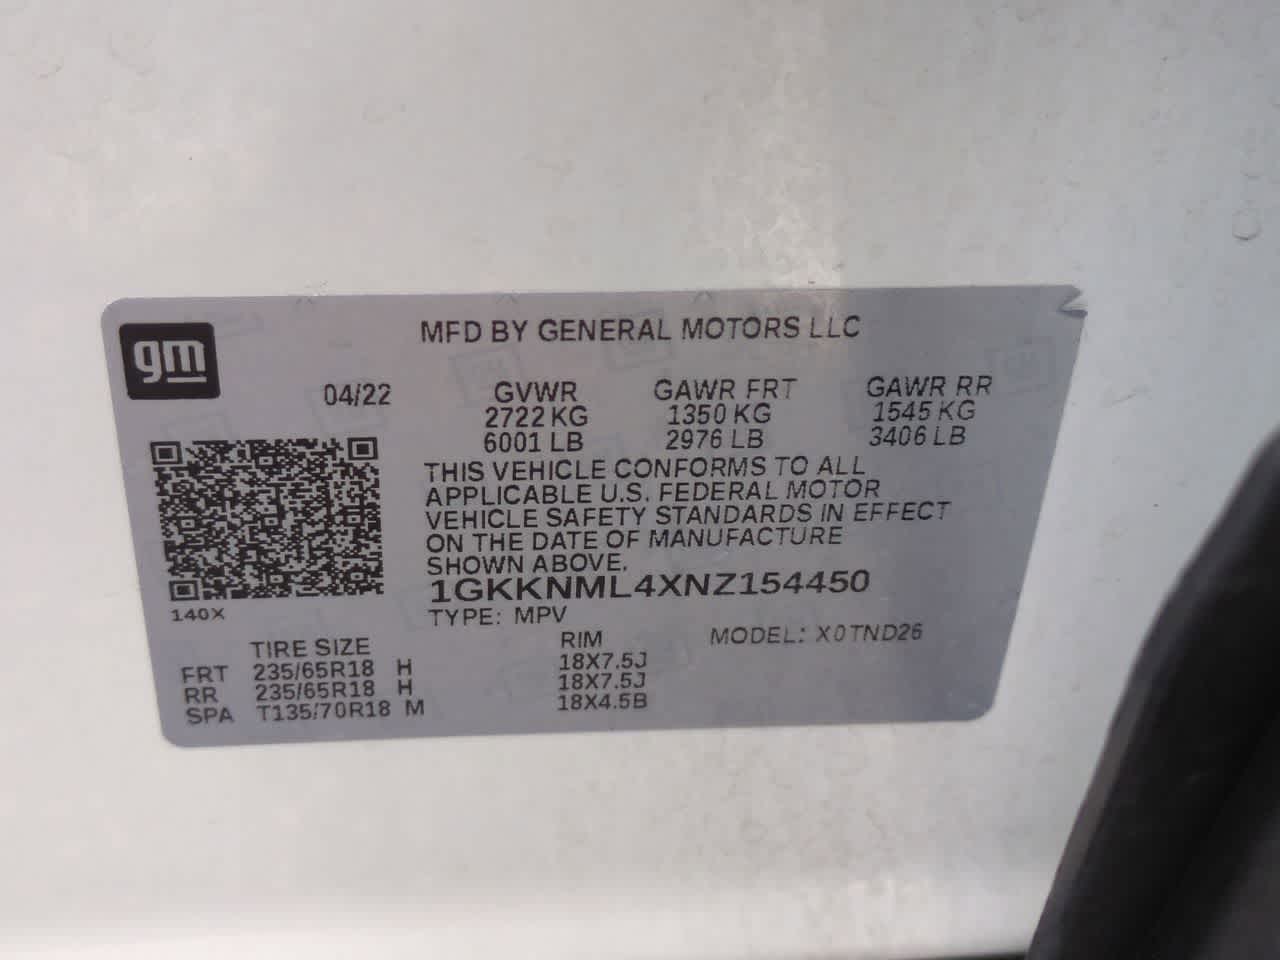 gm
MFD BY GENERAL MOTORS LLC
04/22 GVWR GAWR FRT GAWR RR
2722 KG 1350 KG 1545 KG
6001 LB 2976 LB 3406 LB
THIS VEHICLE CONFORMS TO ALL
APPLICABLE U.S. FEDERAL MOTOR
VEHICLE SAFETY STANDARDS IN EFFECT
ON THE DATE OF MANUFACTURE
SHOWN ABOVE.
1GKKNML4XNZ154450
140X TYPE: MPV
TIRE SIZE RIM MODEL: X0TND26
FRT 235/65R18 H 18X7.5J
RR 235/65R18 H 18X7.5J
SPA T135/70R18 M 18X4.5B